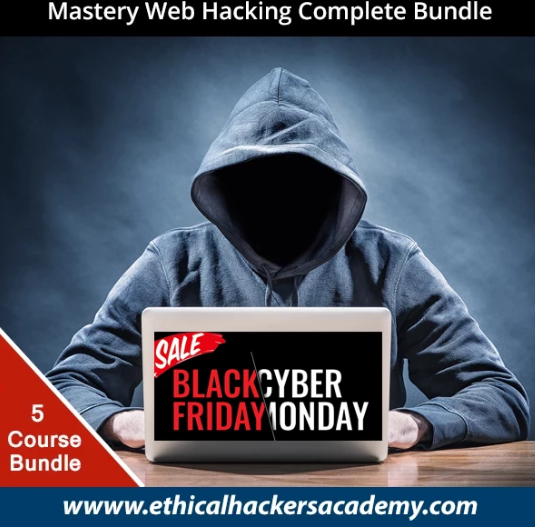 Mastery Web Hacking Complete Bundle
SALE
BLACK CYBER
FRIDAY MONDAY
5
Course
Bundle
www.ethicalhackersacademy.com